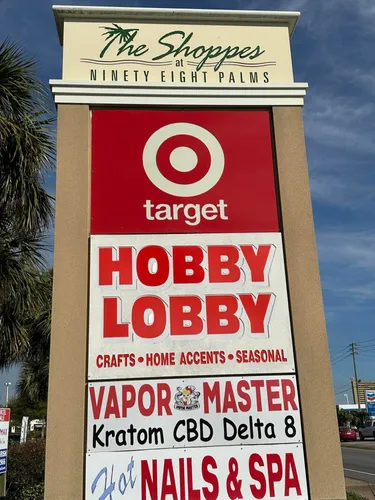 The Shoppes
at
NINETY EIGHT PALMS
target
HOBBY
LOBBY
CRAFTS • HOME ACCENTS • SEASONAL
VAPOR MASTER
Kratom CBD Delta 8
Hot NAILS & SPA